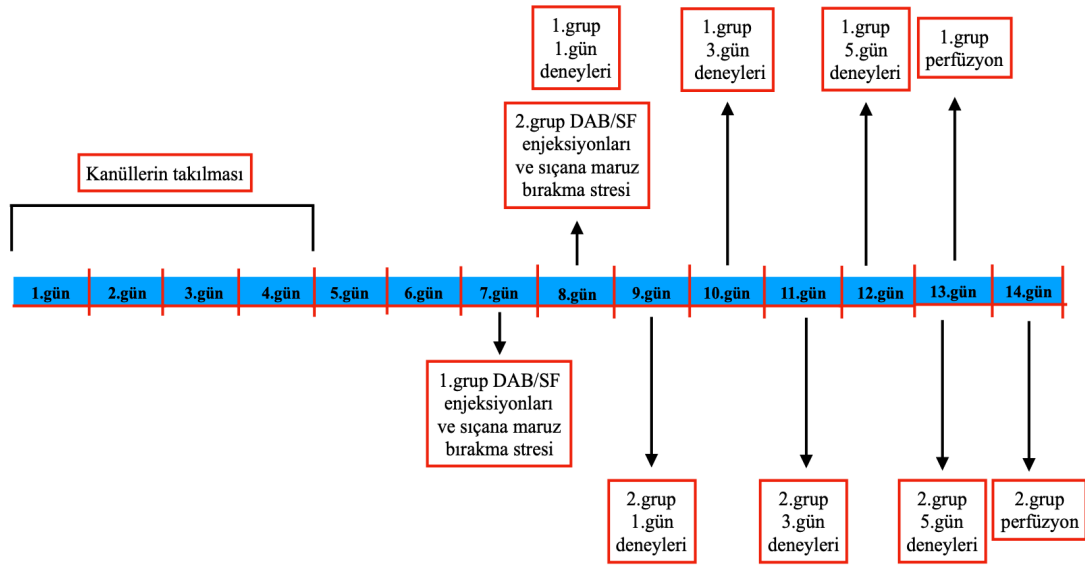 1.grup
1.gün
deneyleri
1.grup
3.gün
deneyleri
1.grup
5.gün
deneyleri
1.grup
perfüzyon
2.grup DAB/SF
enjeksiyonları
ve sıçana maruz
bırakma stresi
Kanüllerin takılması
1.gün
2.gün
3.gün
4.gün
5.gün
6.gün
7.gün
8.gün
9.gün
10.gün
11.gün
12.gün
13.gün
14.gün
1.grup DAB/SF
enjeksiyonları
ve sıçana maruz
bırakma stresi
2.grup
1.gün
deneyleri
2.grup
3.gün
deneyleri
2.grup
5.gün
deneyleri
2.grup
perfüzyon